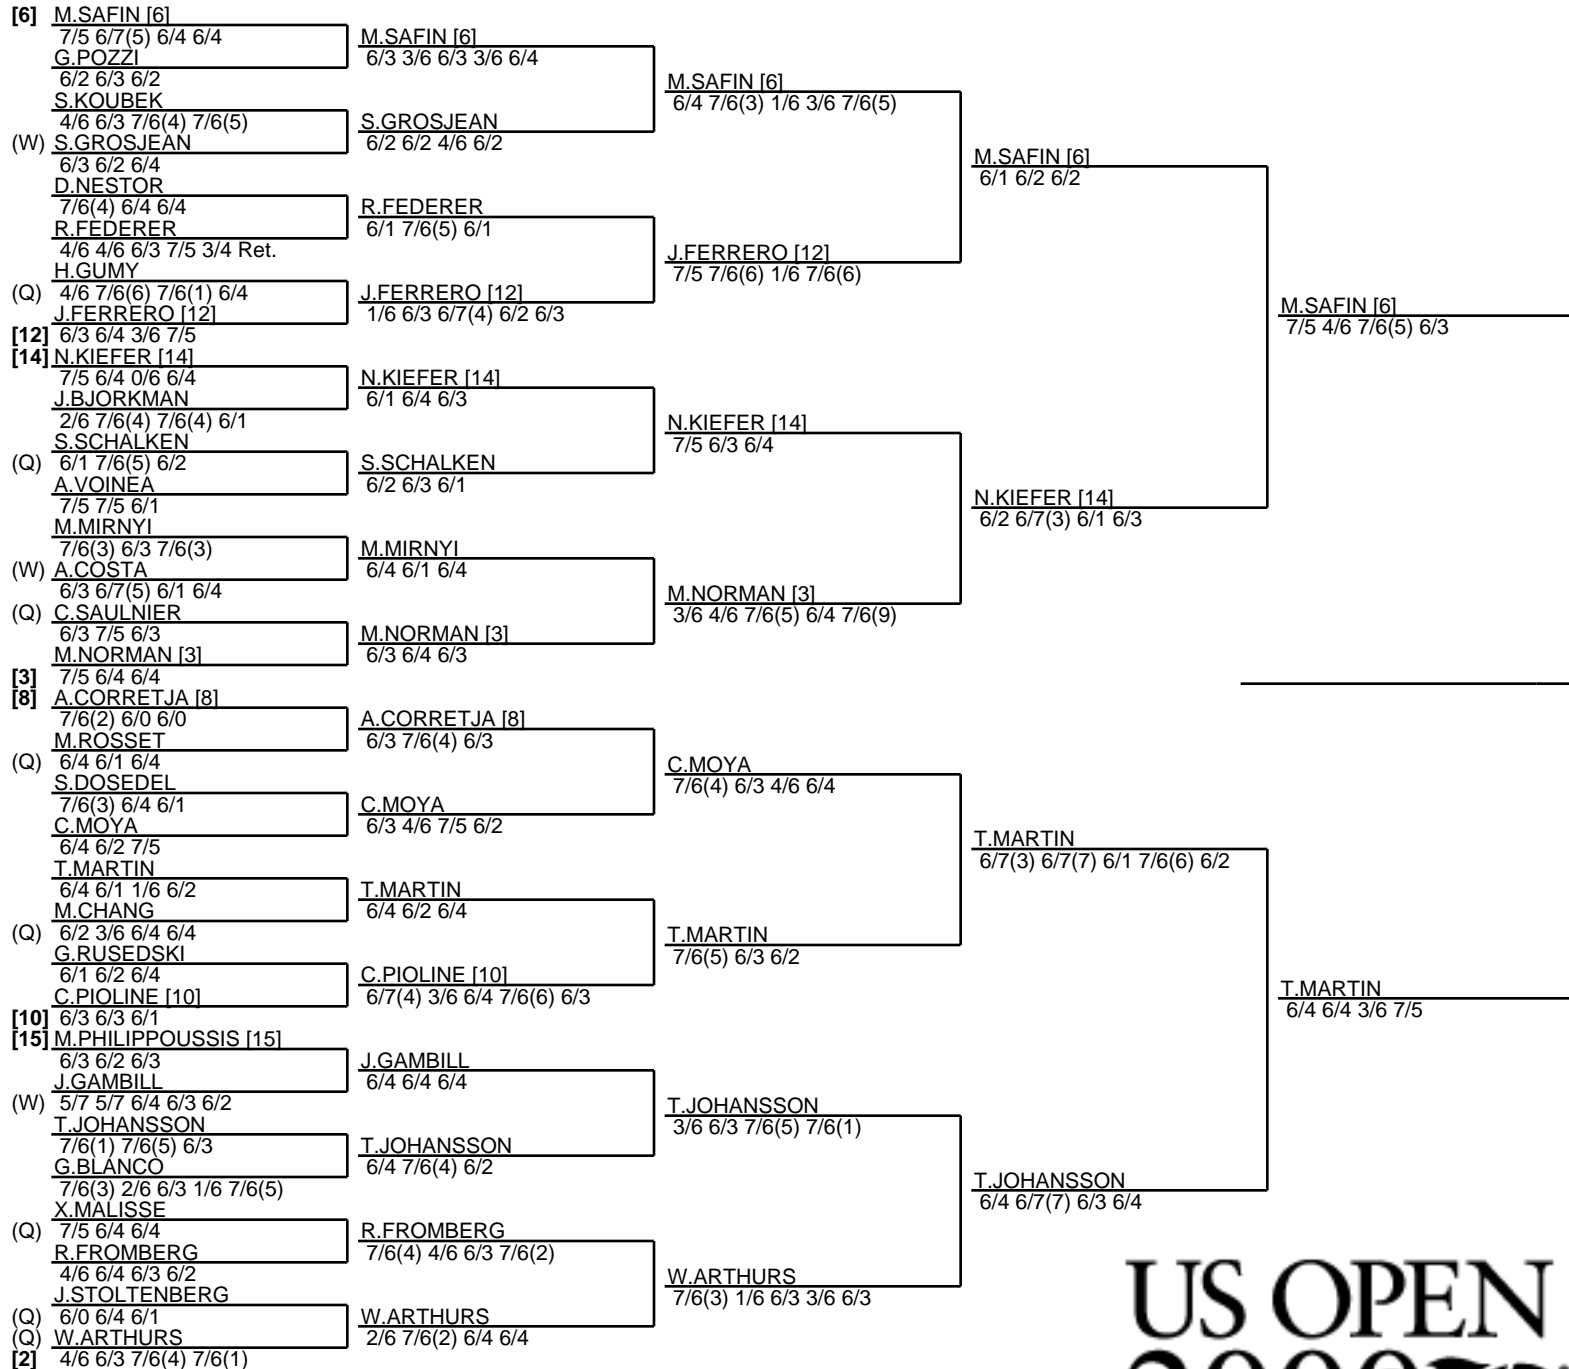 [6] M.SAFIN [6]
7/5 6/7(5) 6/4 6/4
G.POZZI
6/2 6/3 6/2
S.KOUBEK
4/6 6/3 7/6(4) 7/6(5)
(W) S.GROSJEAN
6/3 6/2 6/4
D.NESTOR
7/6(4) 6/4 6/4
R.FEDERER
4/6 4/6 6/3 7/5 3/4 Ret.
H.GUMY
(Q) 4/6 7/6(6) 7/6(1) 6/4
J.FERRERO [12]
[12] 6/3 6/4 3/6 7/5
[14] N.KIEFER [14]
7/5 6/4 0/6 6/4
J.BJORKMAN
2/6 7/6(4) 7/6(4) 6/1
S.SCHALKEN
(Q) 6/1 7/6(5) 6/2
A.VOINEA
7/5 7/5 6/1
M.MIRNYI
7/6(3) 6/3 7/6(3)
(W) A.COSTA
6/3 6/7(5) 6/1 6/4
(Q) C.SAULNIER
6/3 7/5 6/3
M.NORMAN [3]
[3] 7/5 6/4 6/4
[8] A.CORRETJA [8]
7/6(2) 6/0 6/0
M.ROSSET
(Q) 6/4 6/1 6/4
S.DOSEDEL
7/6(3) 6/4 6/1
C.MOYA
6/4 6/2 7/5
T.MARTIN
6/4 6/1 1/6 6/2
M.CHANG
(Q) 6/2 3/6 6/4 6/4
G.RUSEDSKI
6/1 6/2 6/4
C.PIOLINE [10]
[10] 6/3 6/3 6/1
[15] M.PHILIPPOUSSIS [15]
6/3 6/2 6/3
J.GAMBILL
(W) 5/7 5/7 6/4 6/3 6/2
T.JOHANSSON
7/6(1) 7/6(5) 6/3
G.BLANCO
7/6(3) 2/6 6/3 1/6 7/6(5)
X.MALISSE
(Q) 7/5 6/4 6/4
R.FROMBERG
4/6 6/4 6/3 6/2
J.STOLTENBERG
(Q) 6/0 6/4 6/1
(Q) W.ARTHURS
[2] 4/6 6/3 7/6(4) 7/6(1)
M.SAFIN [6]
6/3 3/6 6/3 3/6 6/4
S.GROSJEAN
6/2 6/2 4/6 6/2
R.FEDERER
6/1 7/6(5) 6/1
J.FERRERO [12]
1/6 6/3 6/7(4) 6/2 6/3
N.KIEFER [14]
6/1 6/4 6/3
S.SCHALKEN
6/2 6/3 6/1
M.MIRNYI
6/4 6/1 6/4
M.NORMAN [3]
6/3 6/4 6/3
A.CORRETJA [8]
6/3 7/6(4) 6/3
C.MOYA
6/3 4/6 7/5 6/2
T.MARTIN
6/4 6/2 6/4
C.PIOLINE [10]
6/7(4) 3/6 6/4 7/6(6) 6/3
J.GAMBILL
6/4 6/4 6/4
T.JOHANSSON
6/4 7/6(4) 6/2
R.FROMBERG
7/6(4) 4/6 6/3 7/6(2)
W.ARTHURS
2/6 7/6(2) 6/4 6/4
M.SAFIN [6]
6/4 7/6(3) 1/6 3/6 7/6(5)
J.FERRERO [12]
7/5 7/6(6) 1/6 7/6(6)
N.KIEFER [14]
7/5 6/3 6/4
M.NORMAN [3]
3/6 4/6 7/6(5) 6/4 7/6(9)
C.MOYA
7/6(4) 6/3 4/6 6/4
T.MARTIN
7/6(5) 6/3 6/2
T.JOHANSSON
3/6 6/3 7/6(5) 7/6(1)
W.ARTHURS
7/6(3) 1/6 6/3 3/6 6/3
M.SAFIN [6]
6/1 6/2 6/2
N.KIEFER [14]
6/2 6/7(3) 6/1 6/3
T.MARTIN
6/7(3) 6/7(7) 6/1 7/6(6) 6/2
T.JOHANSSON
6/4 6/7(7) 6/3 6/4
M.SAFIN [6]
7/5 4/6 7/6(5) 6/3
T.MARTIN
6/4 6/4 3/6 7/5
US OPEN